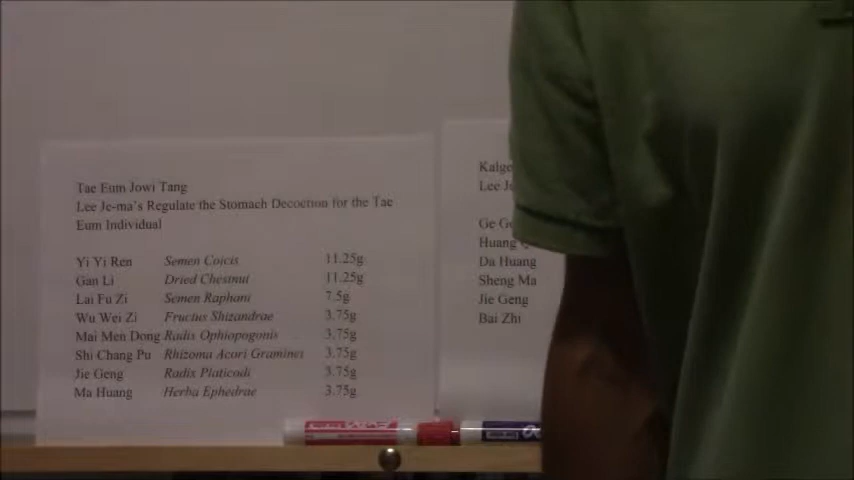 Tae Eum Jowi Tang
Lee Je-ma's Regulate the Stomach Decoction for the Tae
Eum Individual
Yi Yi Ren Semen Coicis 11.25g
Gan Li Dried Chestnut 11.25g
Lai Fu Zi Semen Raphani 7.5g
Wu Wei Zi Fructus Shizandrae 3.75g
Mai Men Dong Radix Ophiopogonis 3.75g
Shi Chang Pu Rhizoma Acori Graminei 3.75g
Jie Geng Radix Platicodi 3.75g
Ma Huang Herba Ephedrae 3.75g
Kalge
Lee
Ge
Huang
Da Huang
Sheng Ma
Jie Geng
Bai Zhi